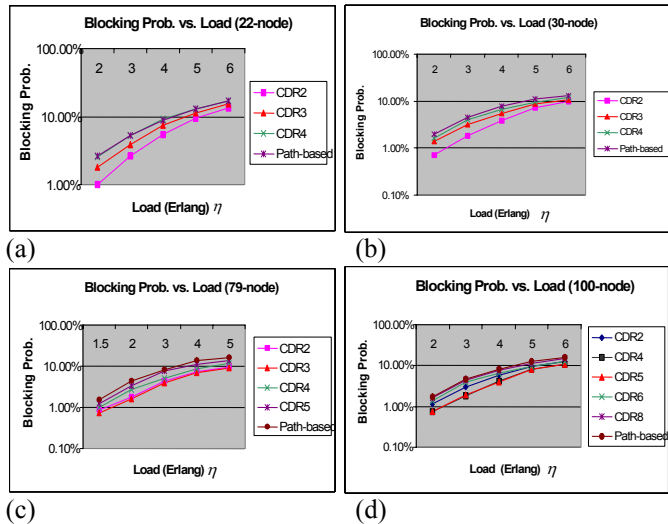 Blocking Prob. vs. Load (22-node)
100.00%
10.00%
1.00%
2 3 4 5 6
Blocking Prob.
Load (Erlang) η
CDR2
CDR3
CDR4
Path-based
(a)
Blocking Prob. vs. Load (30-node)
100.00%
10.00%
1.00%
0.10%
2 3 4 5 6
Blocking Prob.
Load (Erlang) η
CDR2
CDR3
CDR4
Path-based
(b)
Blocking Prob. vs. Load (79-node)
100.00%
10.00%
1.00%
0.10%
1.5 2 3 4 5
Blocking Prob.
Load (Erlang) η
CDR2
CDR3
CDR4
CDR5
Path-based
(c)
Blocking Prob. vs. Load (100-node)
100.00%
10.00%
1.00%
0.10%
2 3 4 5 6
Blocking Prob.
Load (Erlang) η
CDR2
CDR4
CDR5
CDR6
CDR8
Path-based
(d)